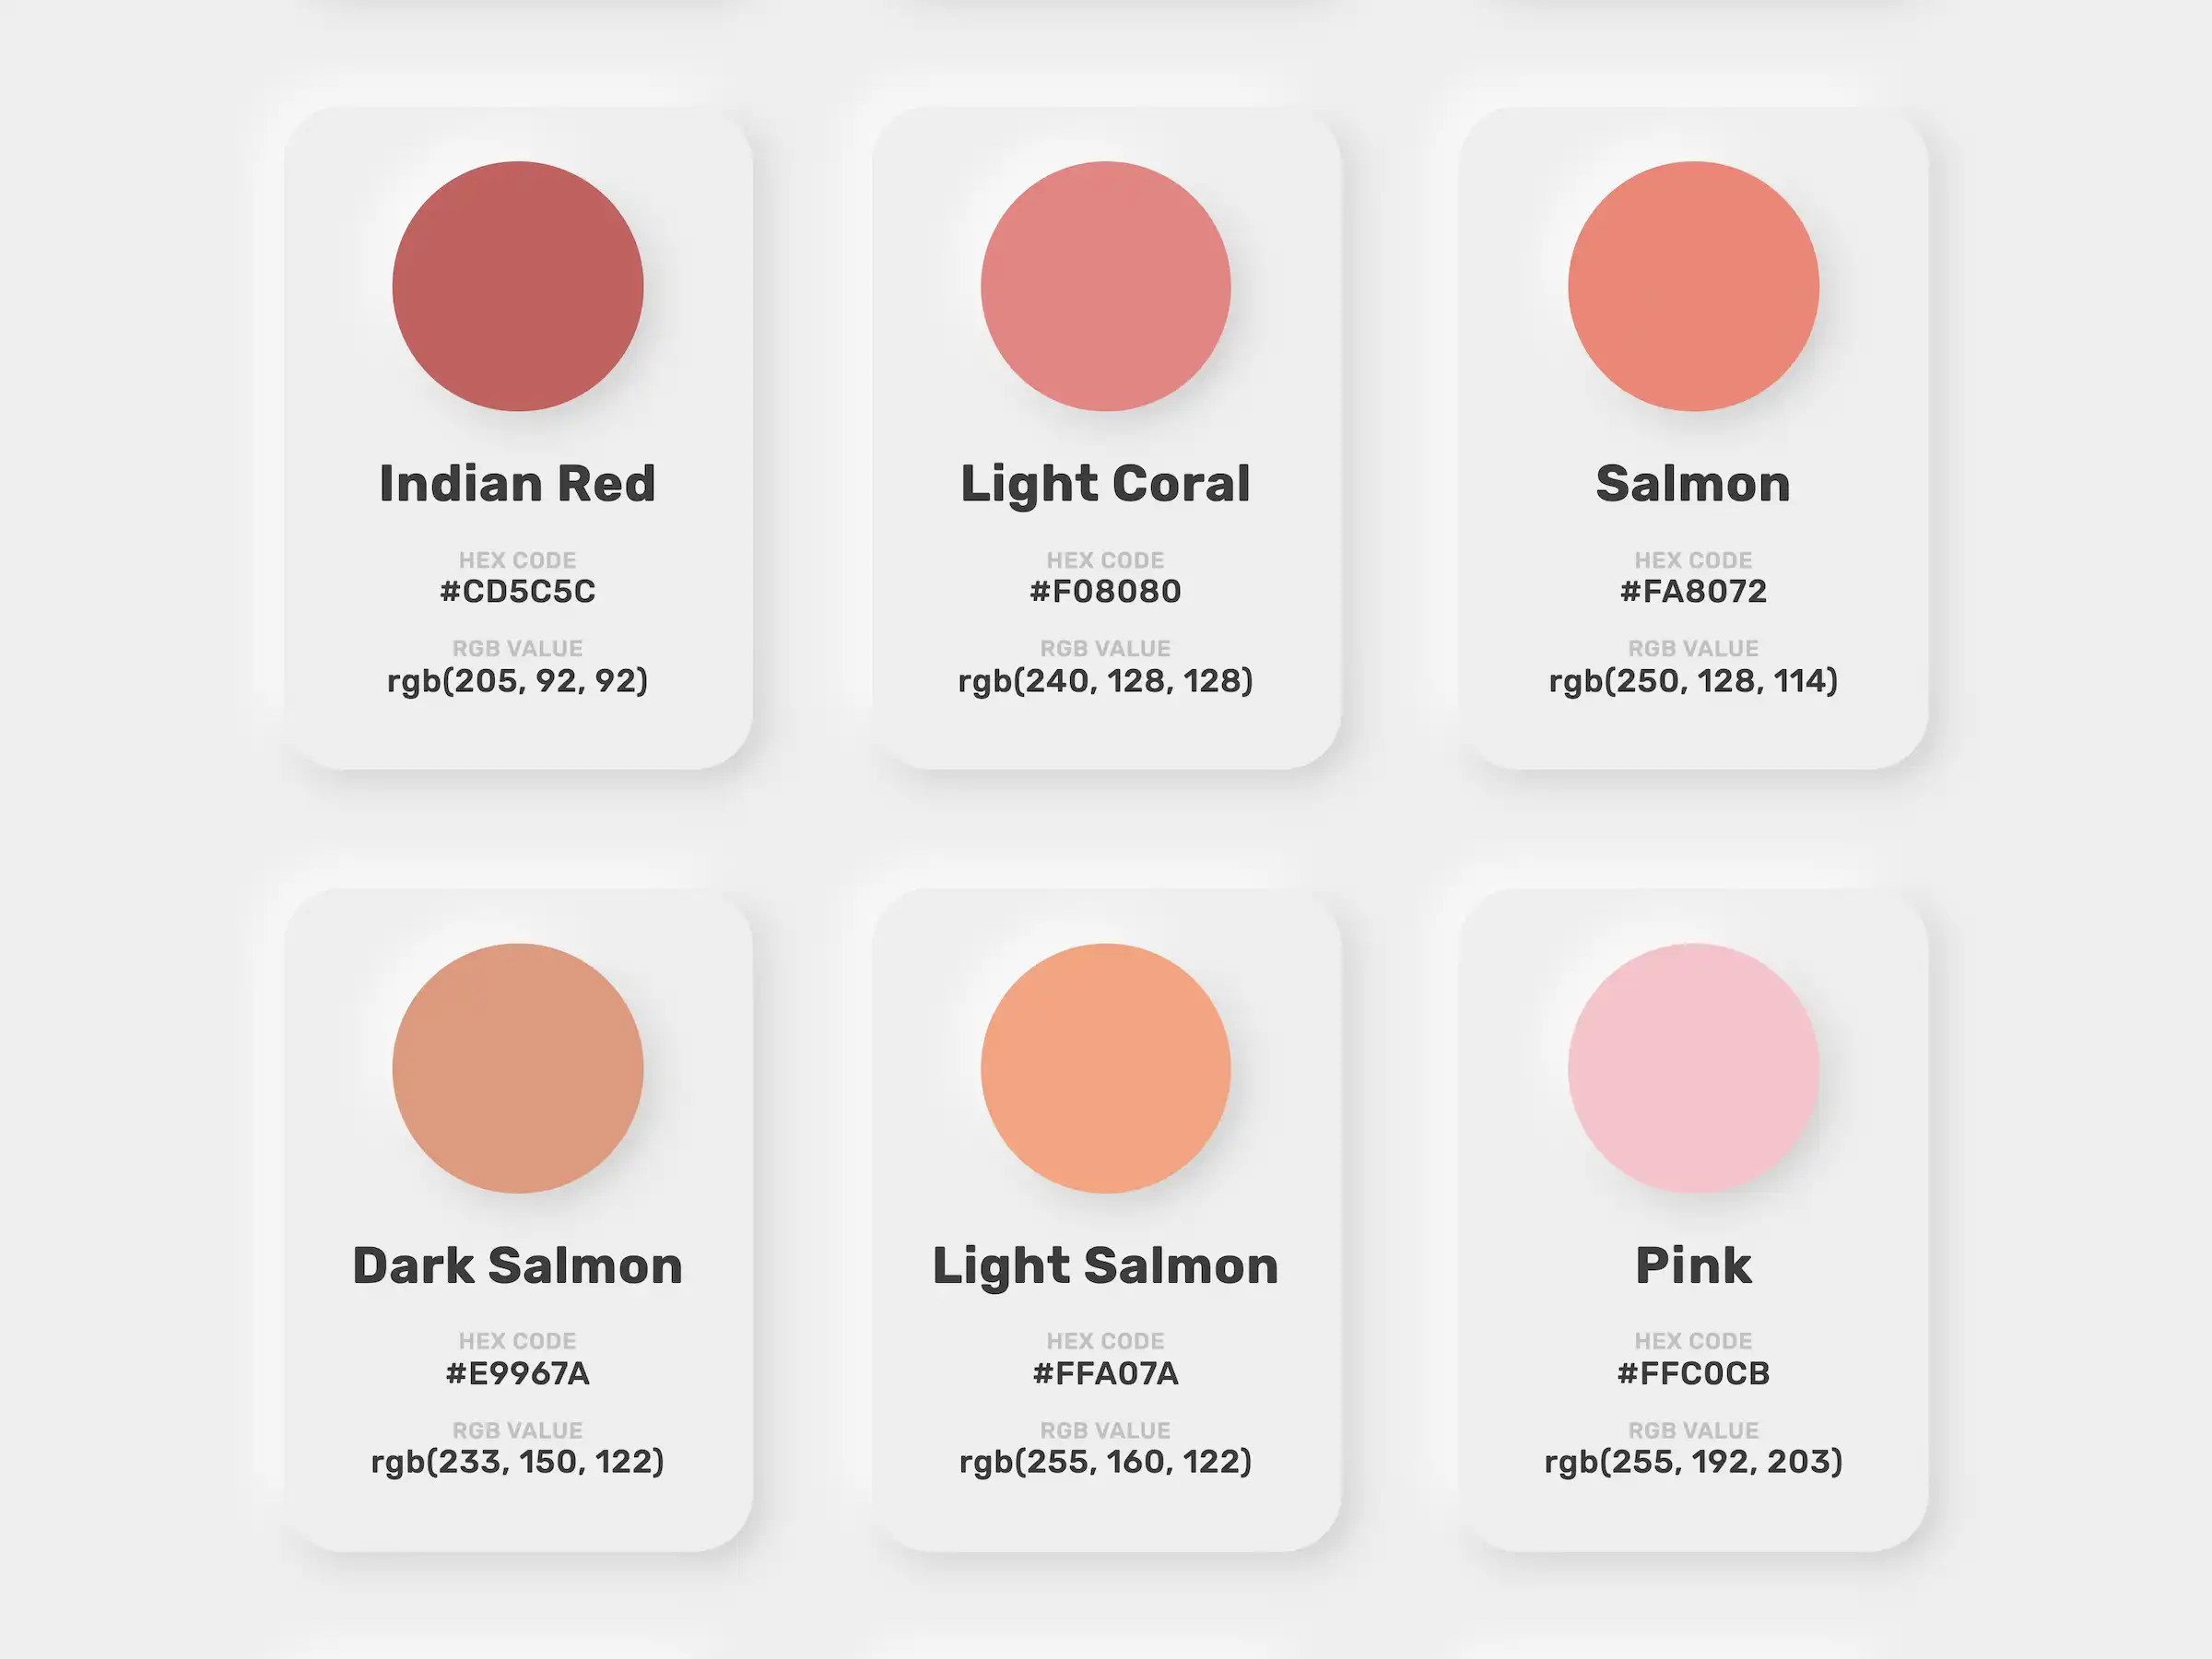 Indian Red
HEX CODE
#CD5C5C
RGB VALUE
rgb(205, 92, 92)
Light Coral
HEX CODE
#F08080
RGB VALUE
rgb(240, 128, 128)
Salmon
HEX CODE
#FA8072
RGB VALUE
rgb(250, 128, 114)
Dark Salmon
HEX CODE
#E9967A
RGB VALUE
rgb(233, 150, 122)
Light Salmon
HEX CODE
#FFA07A
RGB VALUE
rgb(255, 160, 122)
Pink
HEX CODE
#FFC0CB
RGB VALUE
rgb(255, 192, 203)